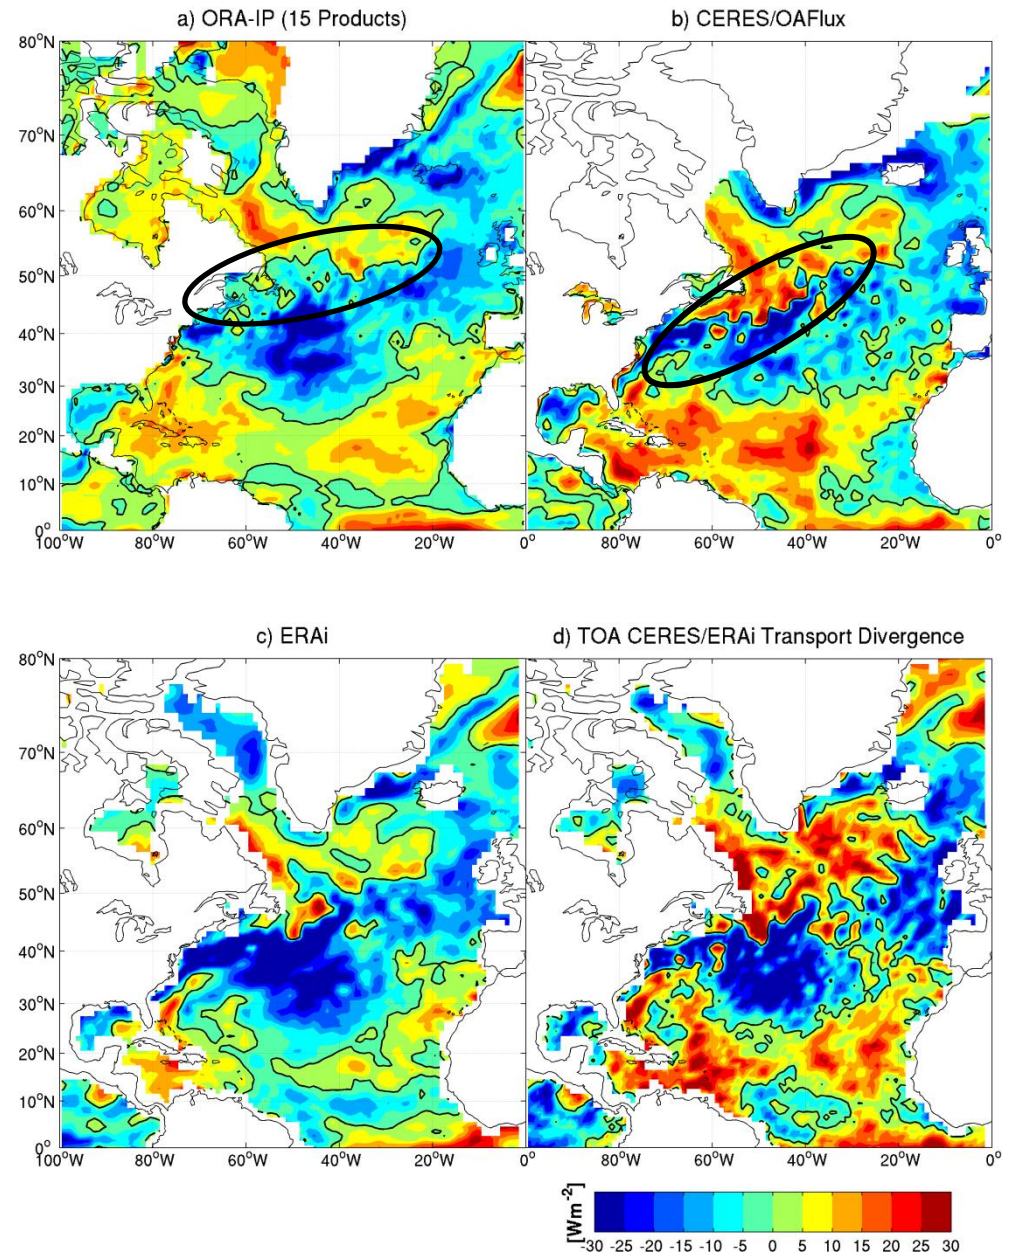 a) ORA-IP (15 Products)
b) CERES/OAFlux
80°N
70°N
60°N
50°N
40°N
30°N
20°N
10°N
0°
100°W 80°W 60°W 40°W 20°W 0° 80°W 60°W 40°W 20°W 0°
c) ERAi
d) TOA CERES/ERAi Transport Divergence
80°N
70°N
60°N
50°N
40°N
30°N
20°N
10°N
0°
100°W 80°W 60°W 40°W 20°W 0° 80°W 60°W 40°W 20°W 0°
[Wm-2]
-30 -25 -20 -15 -10 -5 0 5 10 15 20 25 30